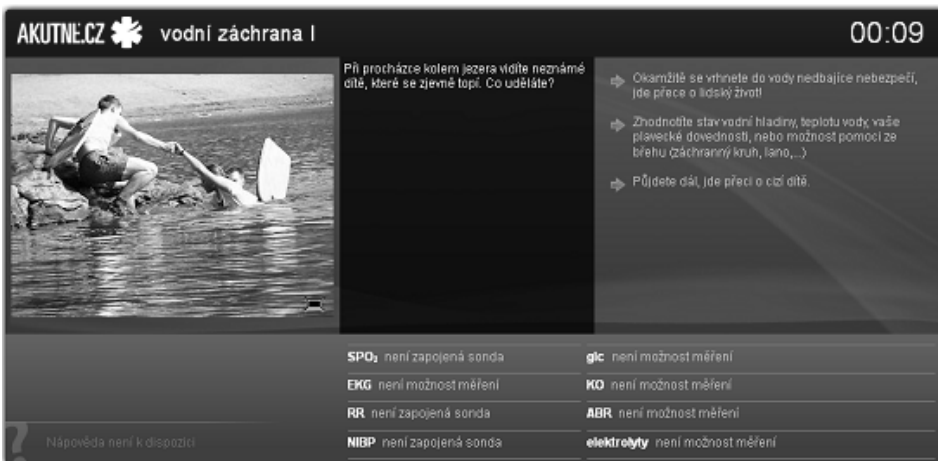 AKUTNĚ.CZ vodní záchrana I 00:09
Při procházce kolem jezera vidíte neznámé
dítě, které se zjevně topí. Co uděláte?
Okamžitě se vrhnete do vody nedbajíce nebezpečí,
jde přece o lidský život!
Zhodnotíte stav vodní hladiny, teplotu vody, vaše
plavecké dovednosti, nebo možnost pomoci ze
břehu (záchranný kruh, lano,...)
Půjdete dál, jde přeci o cizí dítě.
SPO₂ není zapojená sonda
glc není možnost měření
EKG není možnost měření
KO není možnost měření
RR není zapojená sonda
ABR není možnost měření
NIBP není zapojená sonda
elektrolyty není možnost měření
? Nápověda není k dispozici